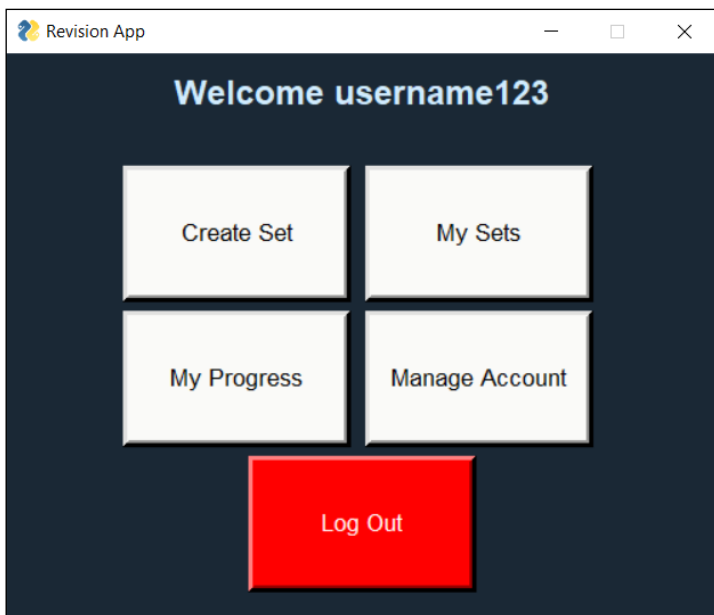 Revision App
Welcome username123
Create Set
My Sets
My Progress
Manage Account
Log Out